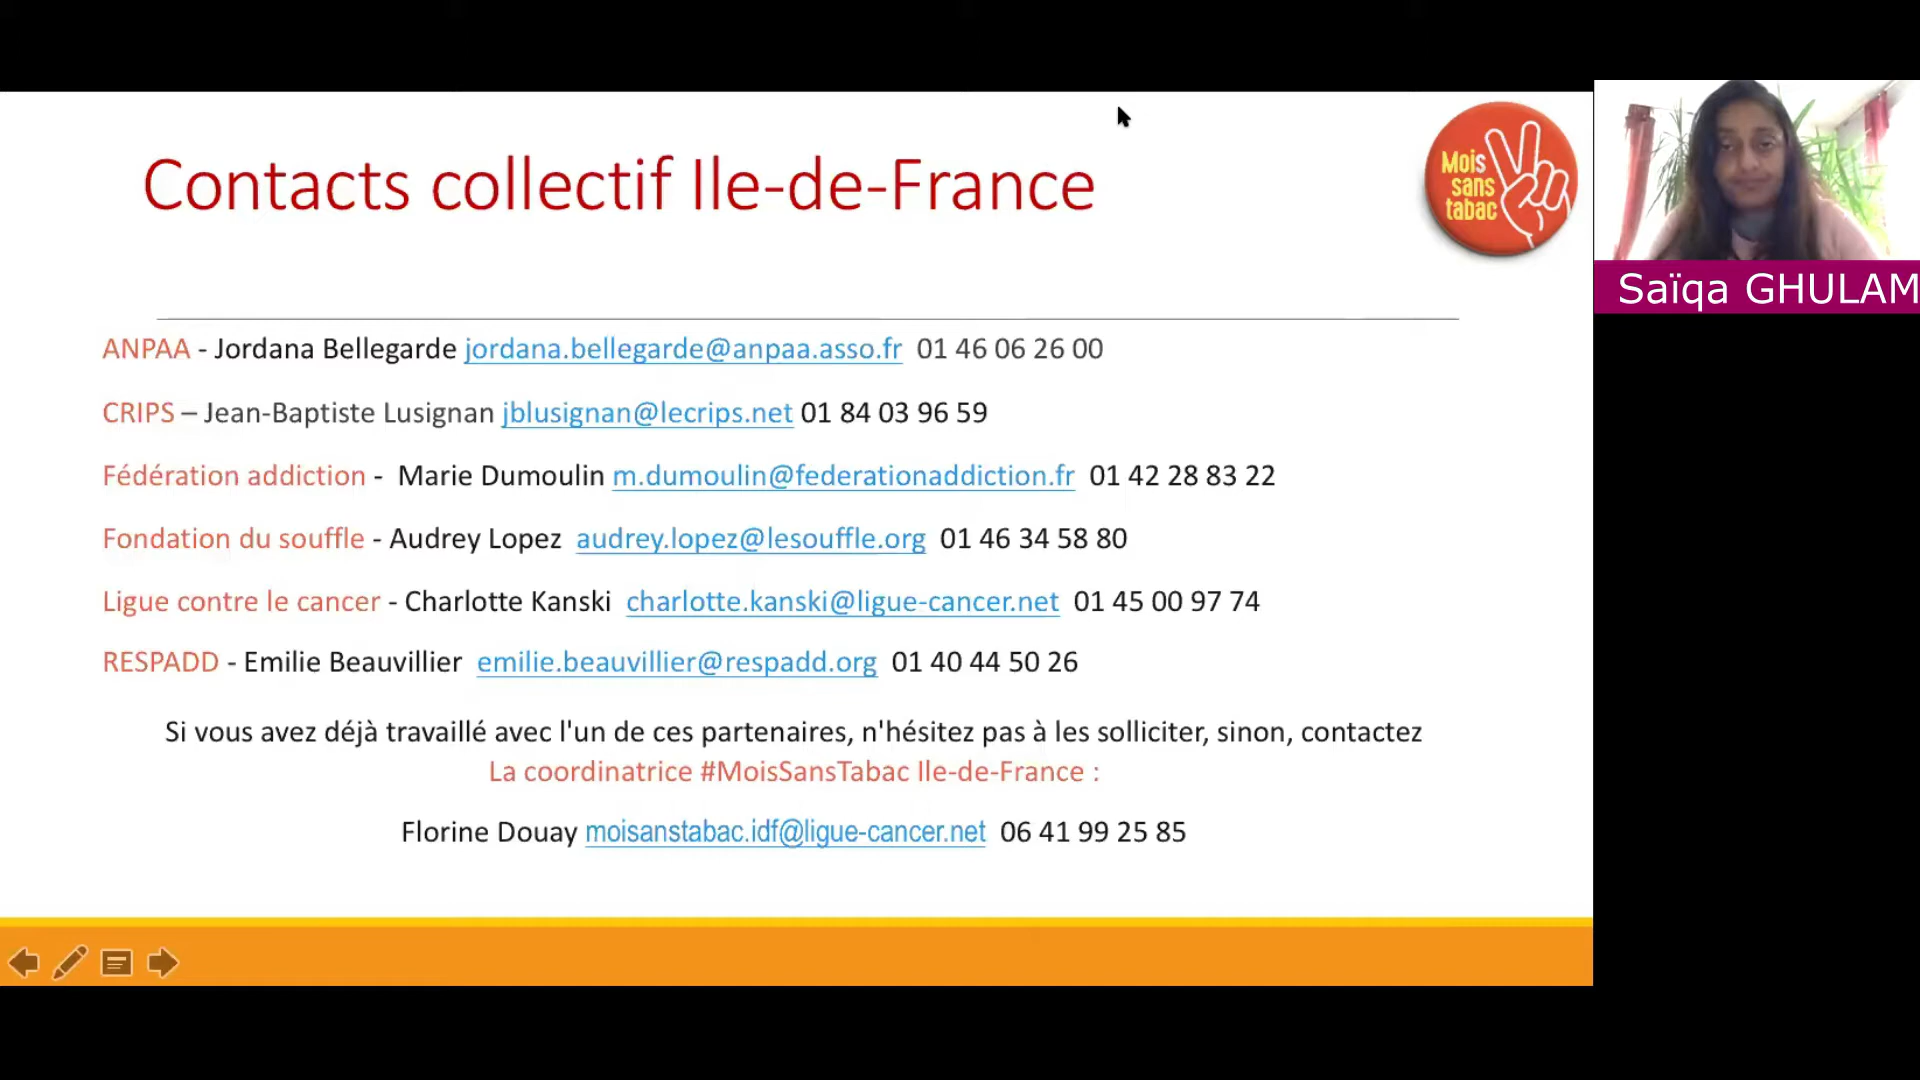 Contacts collectif Ile-de-France
Mois
sans
tabac
Saïqa GHULAM
ANPAA - Jordana Bellegarde jordana.bellegarde@anpaa.asso.fr 01 46 06 26 00
CRIPS – Jean-Baptiste Lusignan jblusignan@lecrips.net 01 84 03 96 59
Fédération addiction - Marie Dumoulin m.dumoulin@federationaddiction.fr 01 42 28 83 22
Fondation du souffle - Audrey Lopez audrey.lopez@lesouffle.org 01 46 34 58 80
Ligue contre le cancer - Charlotte Kanski charlotte.kanski@ligue-cancer.net 01 45 00 97 74
RESPADD - Emilie Beauvillier emilie.beauvillier@respadd.org 01 40 44 50 26
Si vous avez déjà travaillé avec l'un de ces partenaires, n'hésitez pas à les solliciter, sinon, contactez
La coordinatrice #MoisSansTabac Ile-de-France :
Florine Douay moisanstabac.idf@ligue-cancer.net 06 41 99 25 85